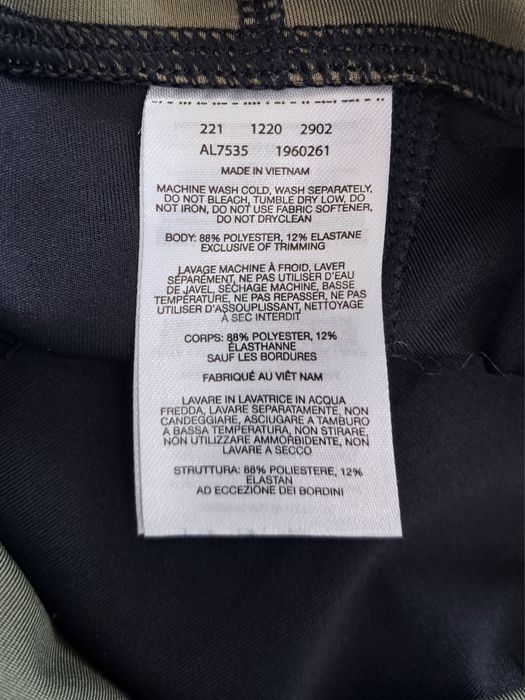 221 1220 2902
AL7535 1960261
MADE IN VIETNAM
MACHINE WASH COLD, WASH SEPARATELY,
DO NOT BLEACH, TUMBLE DRY LOW, DO
NOT IRON, DO NOT USE FABRIC SOFTENER,
DO NOT DRYCLEAN
BODY: 88% POLYESTER, 12% ELASTANE
EXCLUSIVE OF TRIMMING
LAVAGE MACHINE À FROID, LAVER
SÉPARÉMENT, NE PAS UTILISER D'EAU
DE JAVEL, SÉCHAGE MACHINE, BASSE
TEMPÉRATURE, NE PAS REPASSER, NE PAS
UTILISER D'ASSOUPLISSANT, NETTOYAGE
À SEC INTERDIT
CORPS: 88% POLYESTER, 12%
ÉLASTHANNE
SAUF LES BORDURES
FABRIQUÉ AU VIÊT NAM
LAVARE IN LAVATRICE IN ACQUA
FREDDA, LAVARE SEPARATAMENTE, NON
CANDEGGIARE, ASCIUGARE A TAMBURO
A BASSA TEMPERATURA, NON STIRARE,
NON UTILIZZARE AMMORBIDENTE, NON
LAVARE A SECCO
STRUTTURA: 88% POLIESTERE, 12%
ELASTAN
AD ECCEZIONE DEI BORDINI